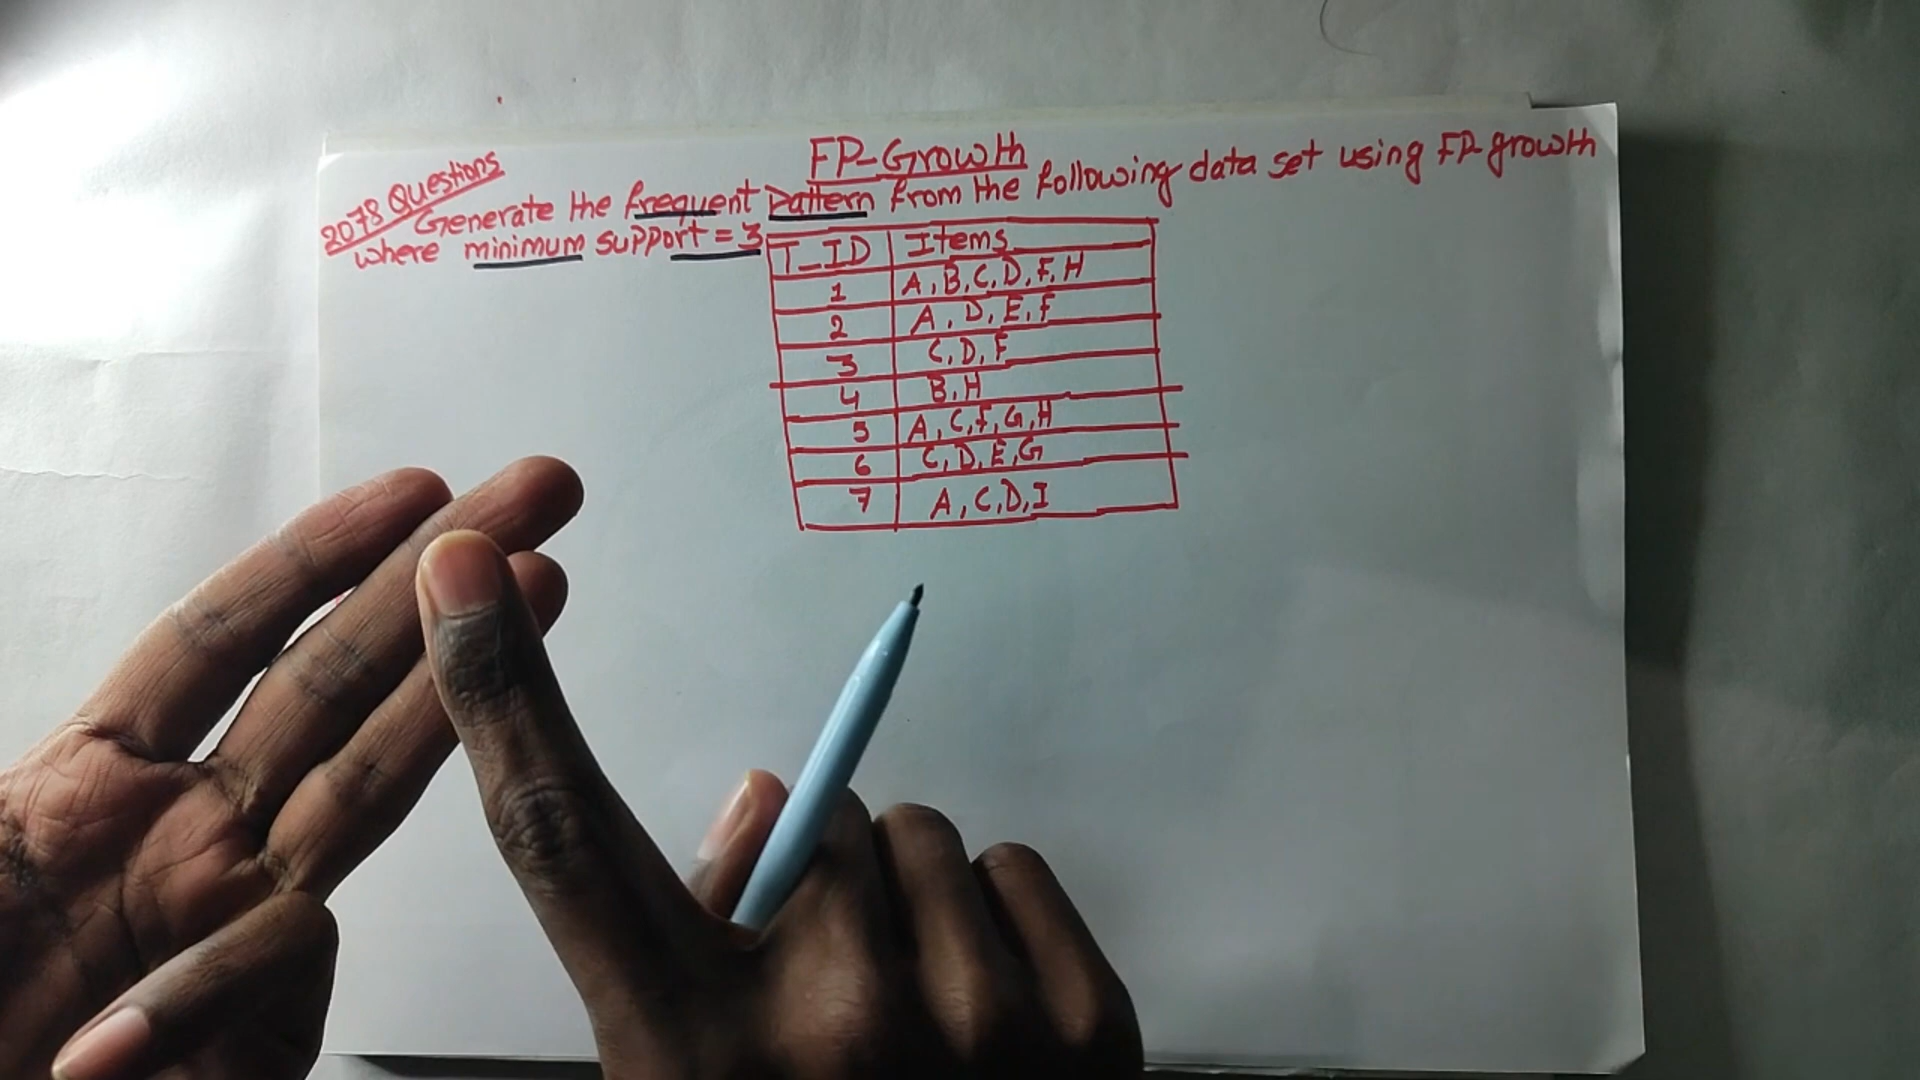 FP-Growth
2078 Questions
Generate the frequent pattern from the following data set using FP-growth
where minimum support = 3
T_ID Items
1 A, B, C, D, F, H
2 A, D, E, F
3 C, D, F
4 B, H
5 A, C, F, G, H
6 C, D, E, G
7 A, C, D, I